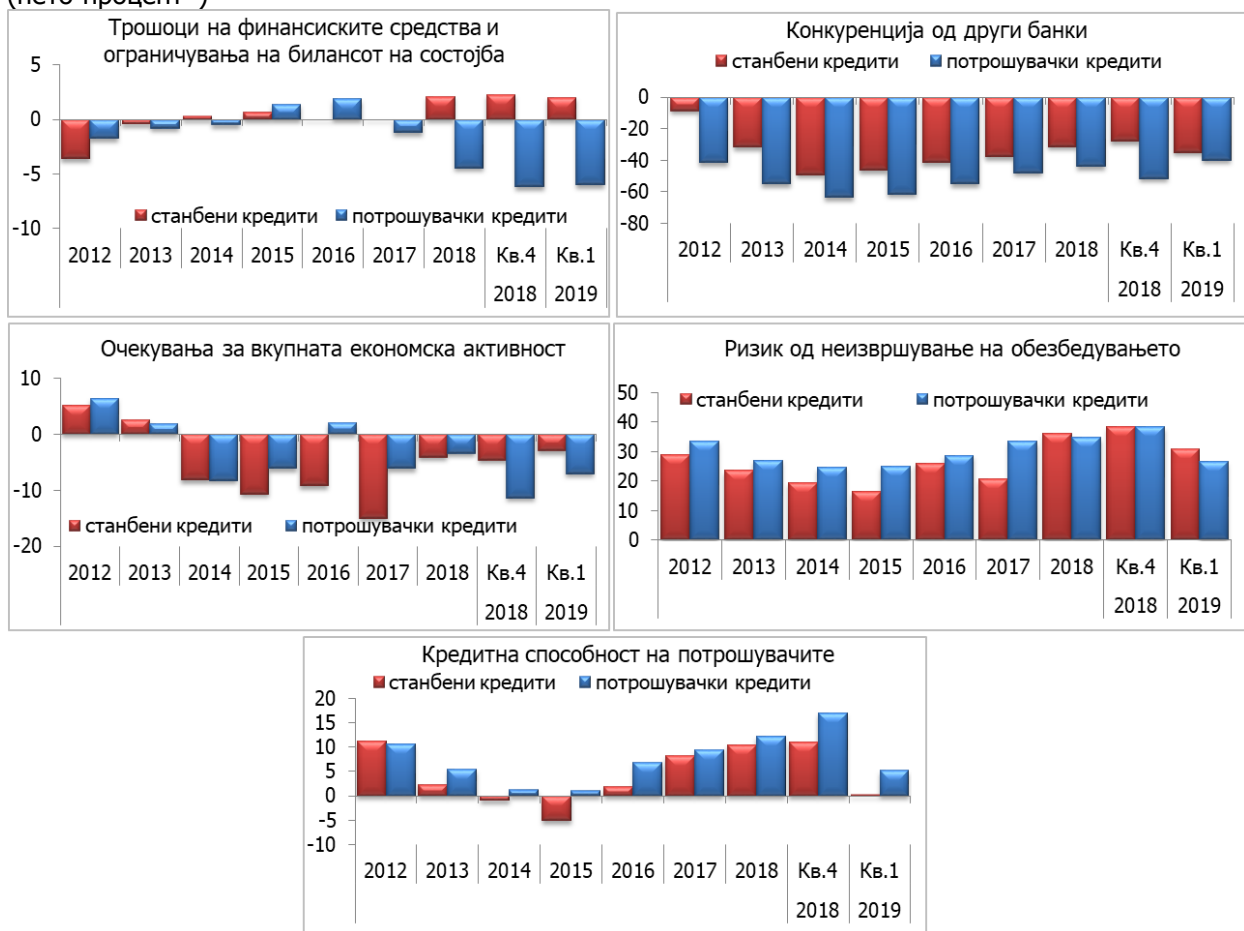 Трошоци на финансиските средства и
ограничувања на билансот на состојба
5
0
-5
-10
станбени кредити потрошувачки кредити
2012 2013 2014 2015 2016 2017 2018 Кв.4 Кв.1
2018 2019
Конкуренција од други банки
станбени кредити потрошувачки кредити
0
-20
-40
-60
-80
2012 2013 2014 2015 2016 2017 2018 Кв.4 Кв.1
2018 2019
Очекувања за вкупната економска активност
10
0
-10
-20
станбени кредити потрошувачки кредити
2012 2013 2014 2015 2016 2017 2018 Кв.4 Кв.1
2018 2019
Ризик од неизвршување на обезбедувањето
50
40
30
20
10
0
станбени кредити потрошувачки кредити
2012 2013 2014 2015 2016 2017 2018 Кв.4 Кв.1
2018 2019
Кредитна способност на потрошувачите
станбени кредити потрошувачки кредити
20
15
10
5
0
-5
-10
2012 2013 2014 2015 2016 2017 2018 Кв.4 Кв.1
2018 2019